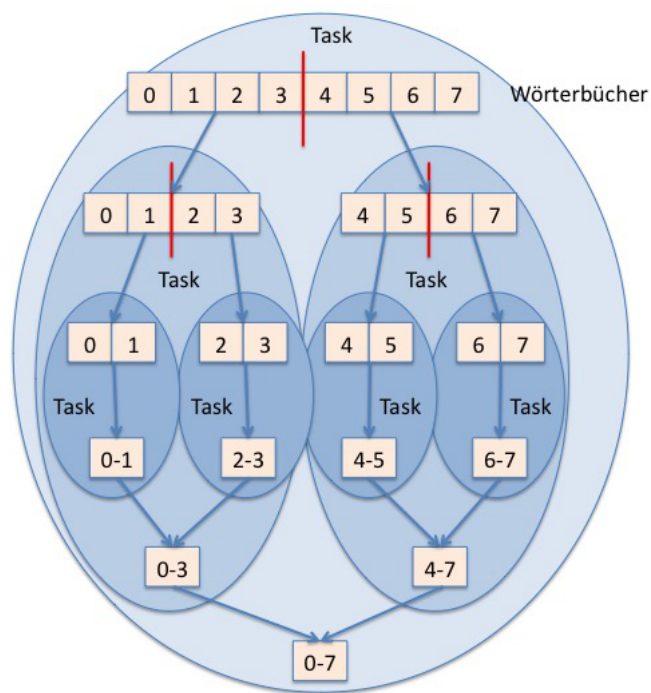 Task
0 1 2 3 4 5 6 7
Wörterbücher
0 1 2 3
4 5 6 7
Task
Task
0 1
2 3
4 5
6 7
Task
Task
Task
Task
0-1
2-3
4-5
6-7
0-3
4-7
0-7